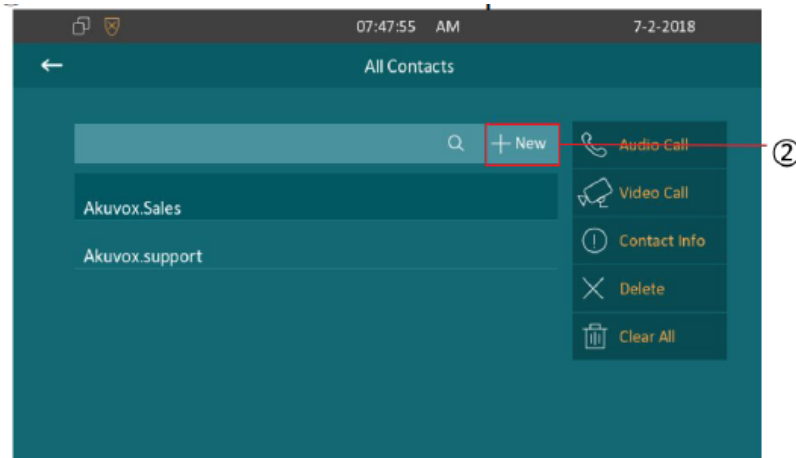 07:47:55 AM 7-2-2018
All Contacts
+ New
Audio Call
②
Akuvox.Sales
Video Call
Akuvox.support
Contact Info
Delete
Clear All